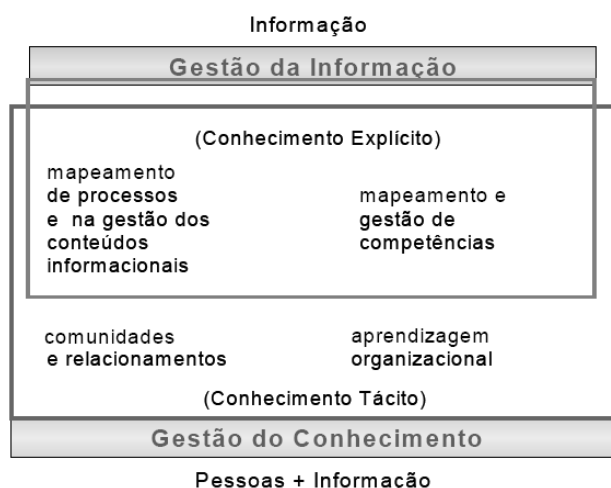 Informação
Gestão da Informação
(Conhecimento Explícito)
mapeamento
de processos
e na gestão dos
conteúdos
informacionais
mapeamento e
gestão de
competências
comunidades
e relacionamentos
aprendizagem
organizacional
(Conhecimento Tácito)
Gestão do Conhecimento
Pessoas + Informação